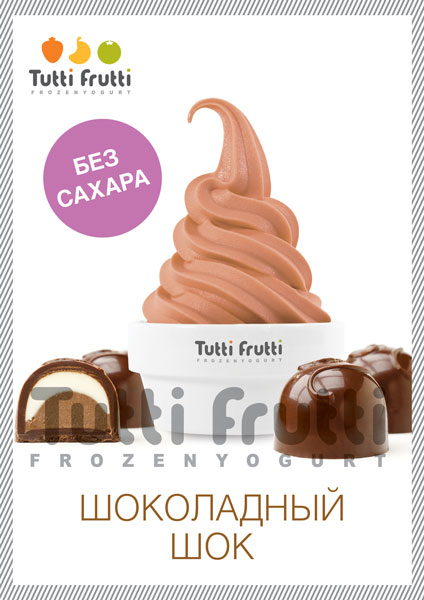 Tutti Frutti
FROZENYOGURT
БЕЗ
САХАРА
Tutti Frutti
FROZENYOGURT
Tutti Frutti
FROZENYOGURT
ШОКОЛАДНЫЙ
ШОК